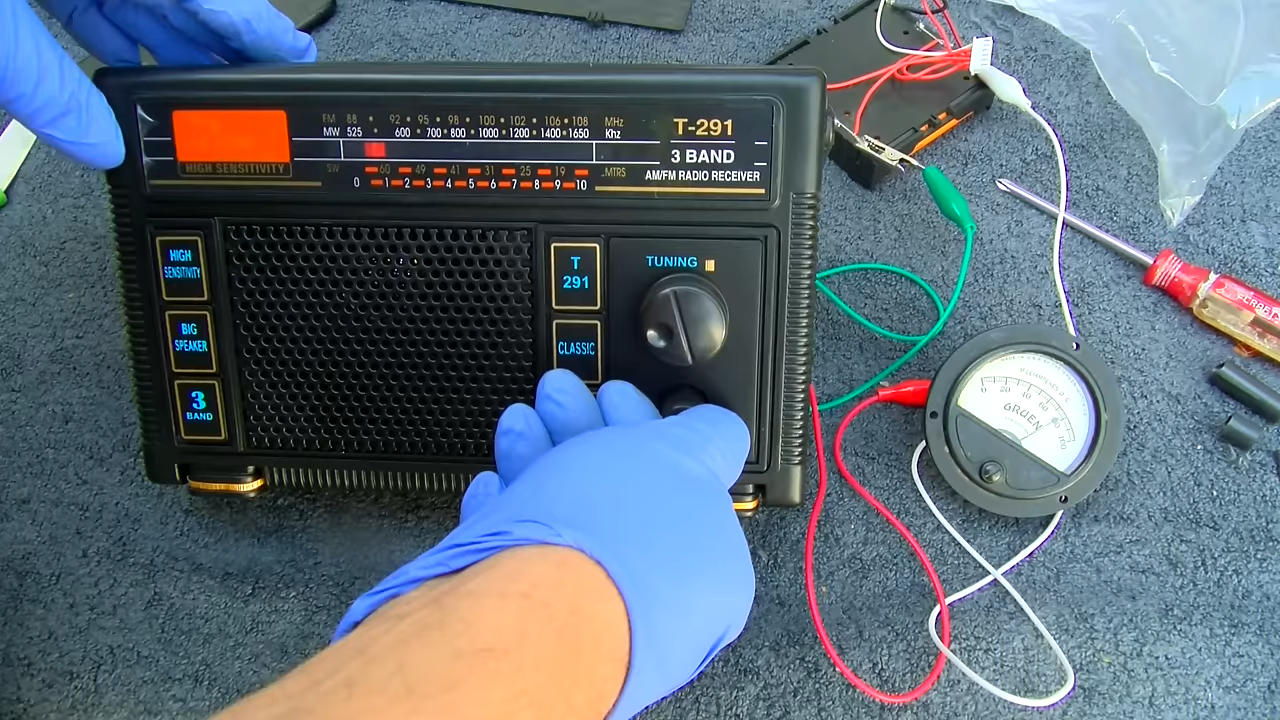 FM 88 92 • 95 • 98 • 100 • 102 • 106 • 108 MHz
MW 525 600 • 700 • 800 1000 • 1200 • 1400 • 1650 Khz
SW 60 49 41 31 25 19 MTRS
0 1 2 3 4 5 6 7 8 9 10
HIGH SENSITIVITY
T-291
3 BAND
AM/FM RADIO RECEIVER
HIGH
SENSITIVITY
BIG
SPEAKER
3
BAND
T
291
CLASSIC
TUNING
0 20 40 60 80 100
GRUEN